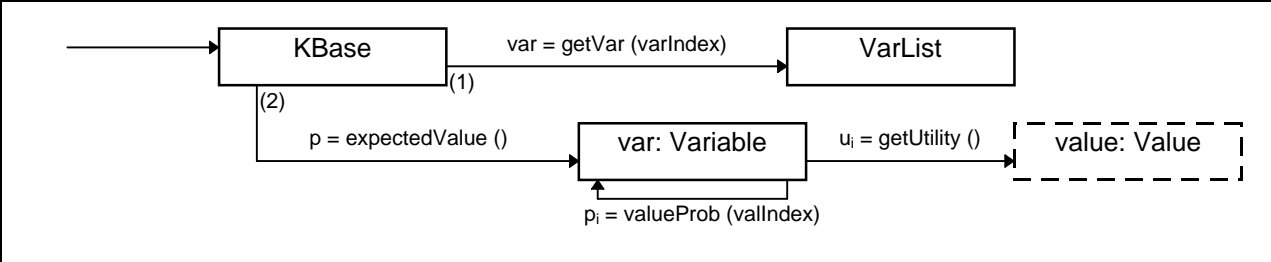 KBase
var = getVar (varIndex)
VarList
(1)
(2)
p = expectedValue ()
var: Variable
uᵢ = getUtility ()
value: Value
pᵢ = valueProb (valIndex)